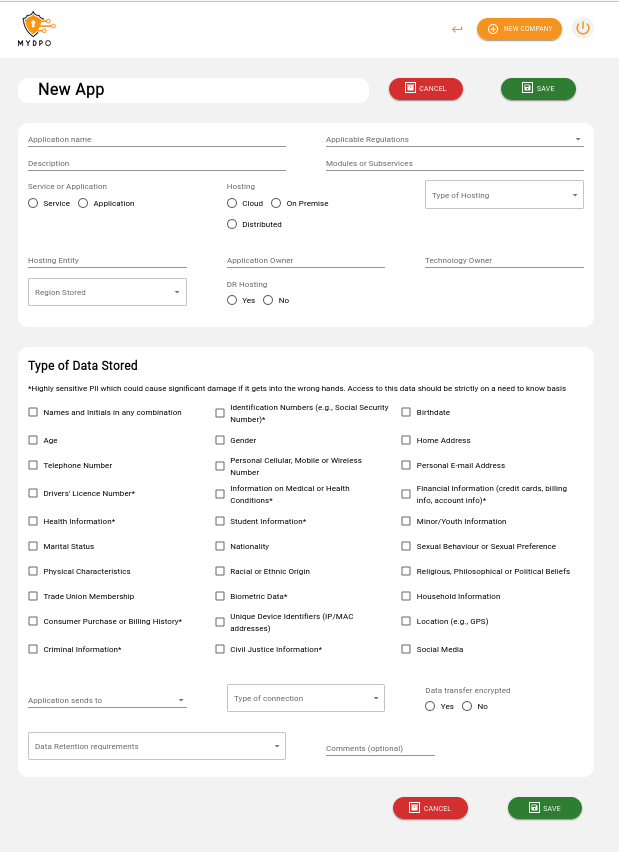 MYDPO
NEW COMPANY
New App
CANCEL
SAVE
Application name
Applicable Regulations
Description
Modules or Subservices
Service or Application
Hosting
Type of Hosting
Service
Application
Cloud
On Premise
Distributed
Hosting Entity
Application Owner
Technology Owner
Region Stored
DR Hosting
Yes
No
Type of Data Stored
*Highly sensitive PII which could cause significant damage if it gets into the wrong hands. Access to this data should be strictly on a need to know basis
Names and Initials in any combination
Identification Numbers (e.g., Social Security
Number)*
Birthdate
Age
Gender
Home Address
Telephone Number
Personal Cellular, Mobile or Wireless
Number
Personal E-mail Address
Drivers' Licence Number*
Information on Medical or Health
Conditions*
Financial Information (credit cards, billing
info, account info)*
Health Information*
Student Information*
Minor/Youth Information
Marital Status
Nationality
Sexual Behaviour or Sexual Preference
Physical Characteristics
Racial or Ethnic Origin
Religious, Philosophical or Political Beliefs
Trade Union Membership
Biometric Data*
Household Information
Consumer Purchase or Billing History*
Unique Device Identifiers (IP/MAC
addresses)
Location (e.g., GPS)
Criminal Information*
Civil Justice Information*
Social Media
Application sends to
Type of connection
Data transfer encrypted
Yes
No
Data Retention requirements
Comments (optional)
CANCEL
SAVE